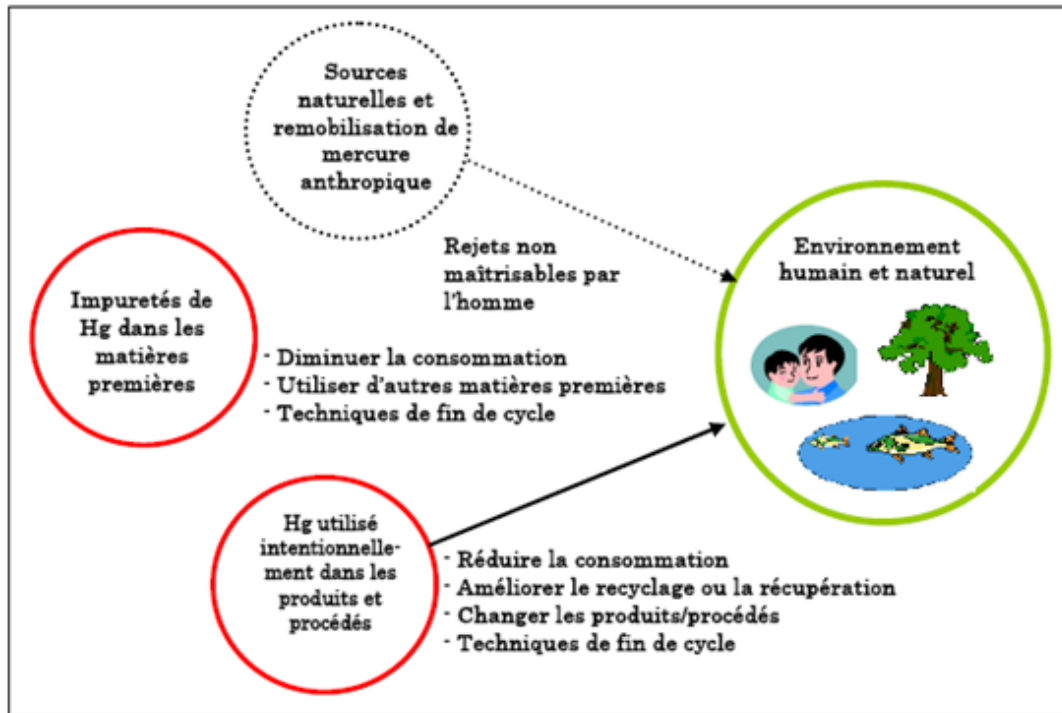 Sources
naturelles et
remobilisation de
mercure
anthropique
Rejets non
maîtrisables par
l'homme
Environnement
humain et naturel
Impuretés de
Hg dans les
matières
premières
- Diminuer la consommation
- Utiliser d'autres matières premières
- Techniques de fin de cycle
Hg utilisé
intentionnelle-
ment dans les
produits et
procédés
- Réduire la consommation
- Améliorer le recyclage ou la récupération
- Changer les produits/procédés
- Techniques de fin de cycle